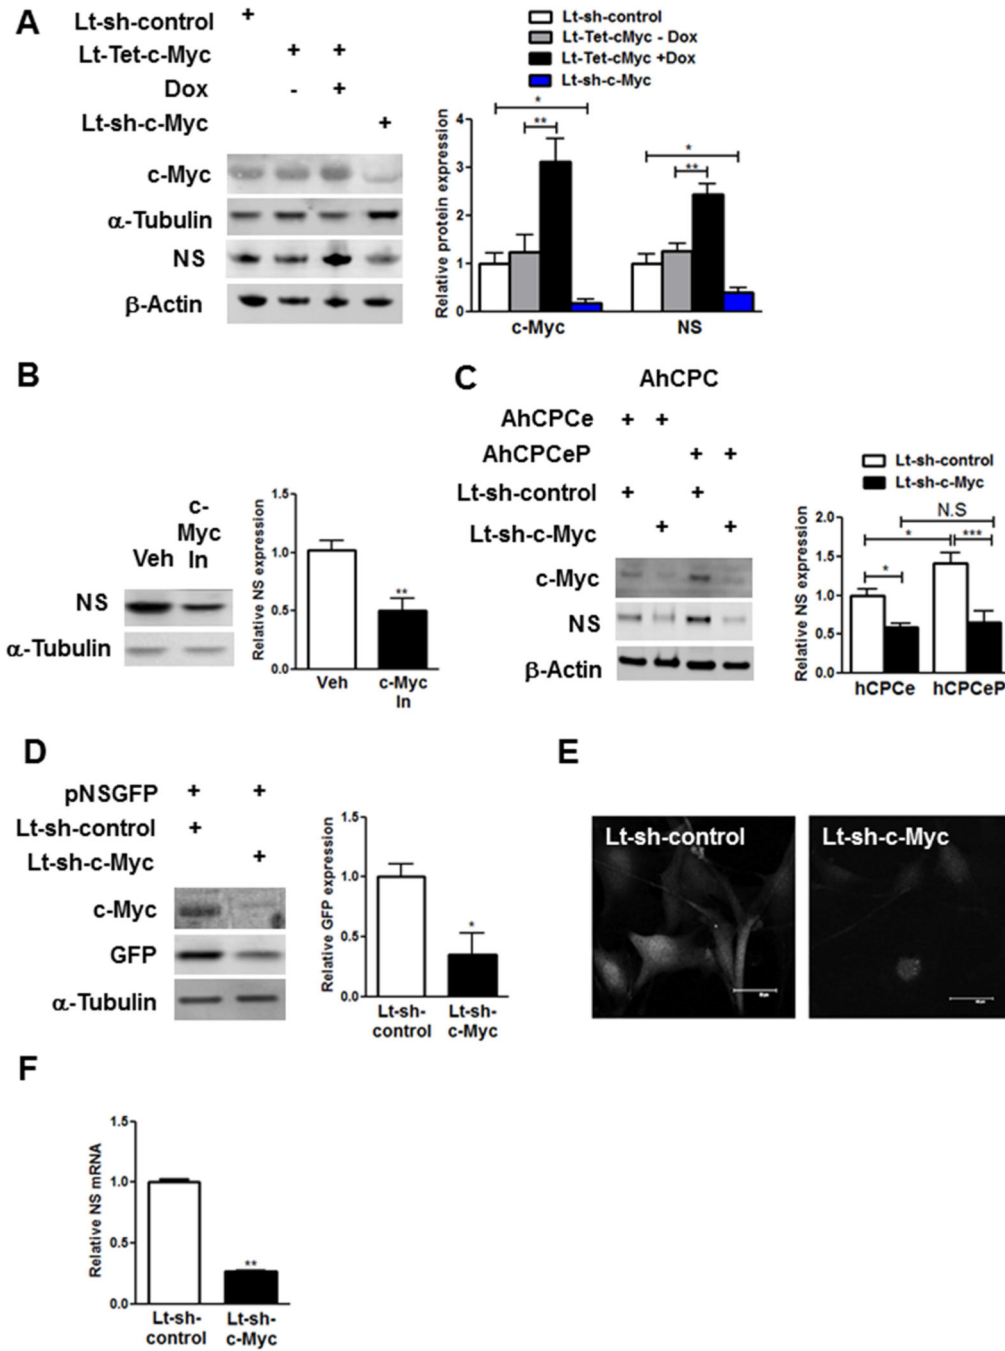 A
Lt-sh-control +
Lt-Tet-c-Myc + +
Dox - +
Lt-sh-c-Myc +
c-Myc
α-Tubulin
NS
β-Actin
Lt-sh-control
Lt-Tet-cMyc - Dox
Lt-Tet-cMyc +Dox
Lt-sh-c-Myc
Relative protein expression
4
3
2
1
0
*
**
*
**
c-Myc NS
B
Veh c-Myc In
NS
α-Tubulin
Relative NS expression
1.5
1.0
0.5
0.0
**
Veh c-Myc In
C
AhCPC
AhCPCe + +
AhCPCeP + +
Lt-sh-control + +
Lt-sh-c-Myc + +
c-Myc
NS
β-Actin
Lt-sh-control
Lt-sh-c-Myc
Relative NS expression
2.0
1.5
1.0
0.5
0.0
N.S
* ***
*
hCPCe hCPCeP
D
pNSGFP + +
Lt-sh-control +
Lt-sh-c-Myc +
c-Myc
GFP
α-Tubulin
Relative GFP expression
1.5
1.0
0.5
0.0
*
Lt-sh-control Lt-sh-c-Myc
E
Lt-sh-control
Lt-sh-c-Myc
F
Relative NS mRNA
1.5
1.0
0.5
0.0
**
Lt-sh-control Lt-sh-c-Myc